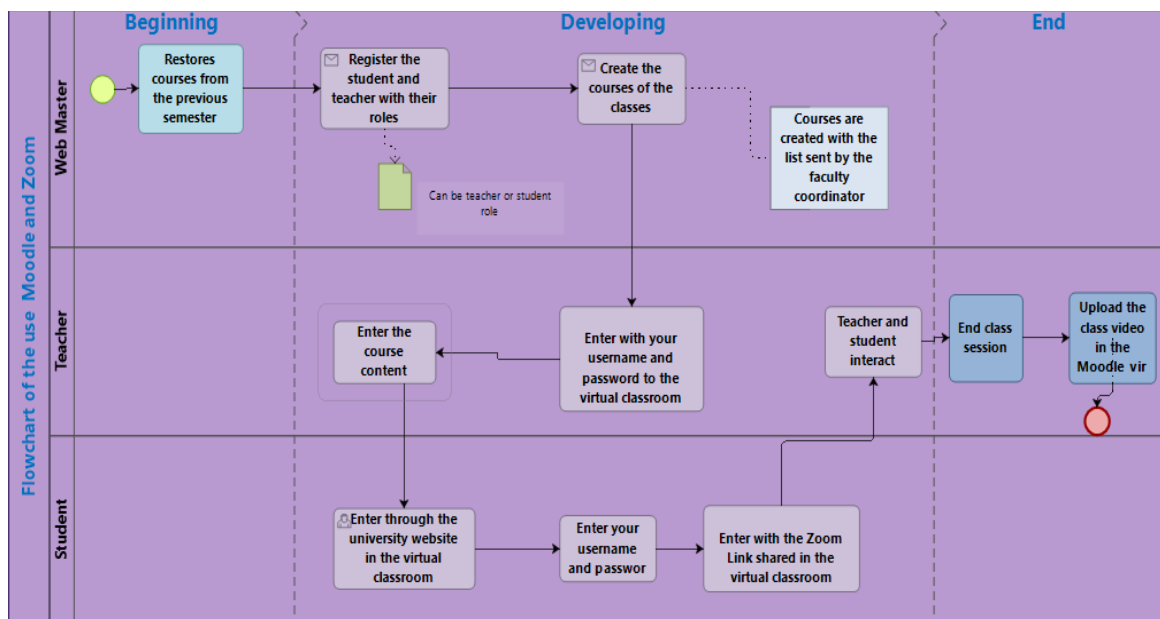 Beginning
Developing
End
Flowchart of the use Moodle and Zoom
Web Master
Restores
courses from
the previous
semester
Register the
student and
teacher with their
roles
Create the
courses of the
classes
Courses are
created with the
list sent by the
faculty
coordinator
Can be teacher or student
role
Teacher
Enter the
course
content
Enter with your
username and
password to the
virtual classroom
Teacher and
student
interact
End class
session
Upload the
class video
in the
Moodle vir
Student
Enter through the
university website
in the virtual
classroom
Enter your
username
and passwor
Enter with the Zoom
Link shared in the
virtual classroom